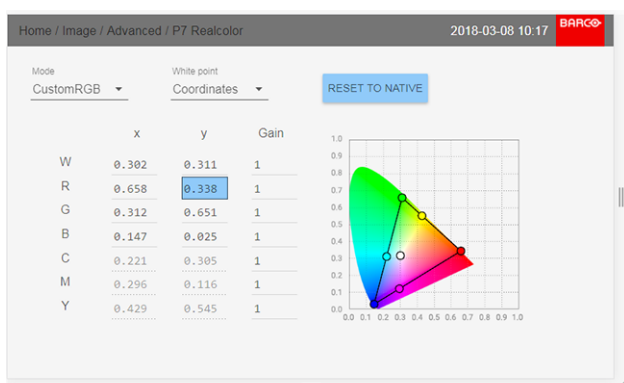 Home / Image / Advanced / P7 Realcolor 2018-03-08 10:17 BARCO
Mode White point
CustomRGB Coordinates RESET TO NATIVE
x y Gain
W 0.302 0.311 1
R 0.658 0.338 1
G 0.312 0.651 1
B 0.147 0.025 1
C 0.221 0.305 1
M 0.296 0.116 1
Y 0.429 0.545 1
1.0
0.9
0.8
0.7
0.6
0.5
0.4
0.3
0.2
0.1
0.0
0.0 0.1 0.2 0.3 0.4 0.5 0.6 0.7 0.8 0.9 1.0